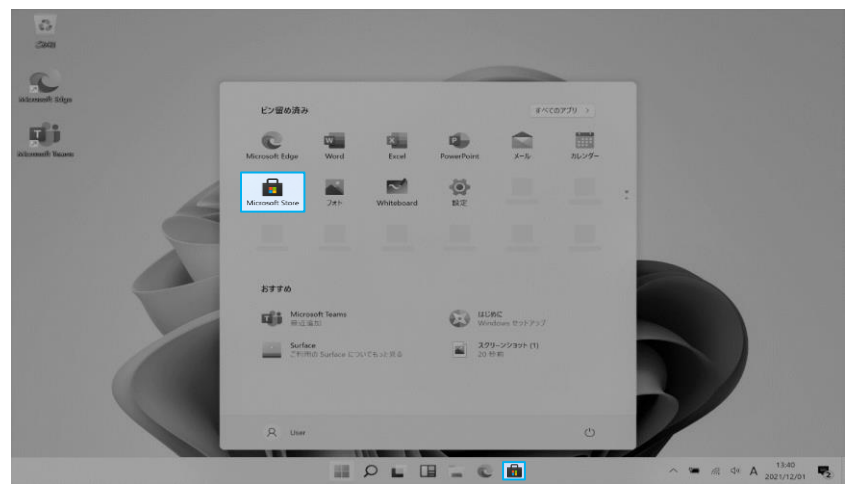 ごみ箱
Microsoft Edge
Microsoft Teams
ピン留め済み
すべてのアプリ >
Microsoft Edge
Word
Excel
PowerPoint
メール
カレンダー
Microsoft Store
フォト
Whiteboard
設定
おすすめ
Microsoft Teams
最近追加
はじめに
Windows セットアップ
Surface
ご利用の Surface についてもっと見る
スクリーンショット (1)
20 秒前
User
A
13:40
2021/12/01
2